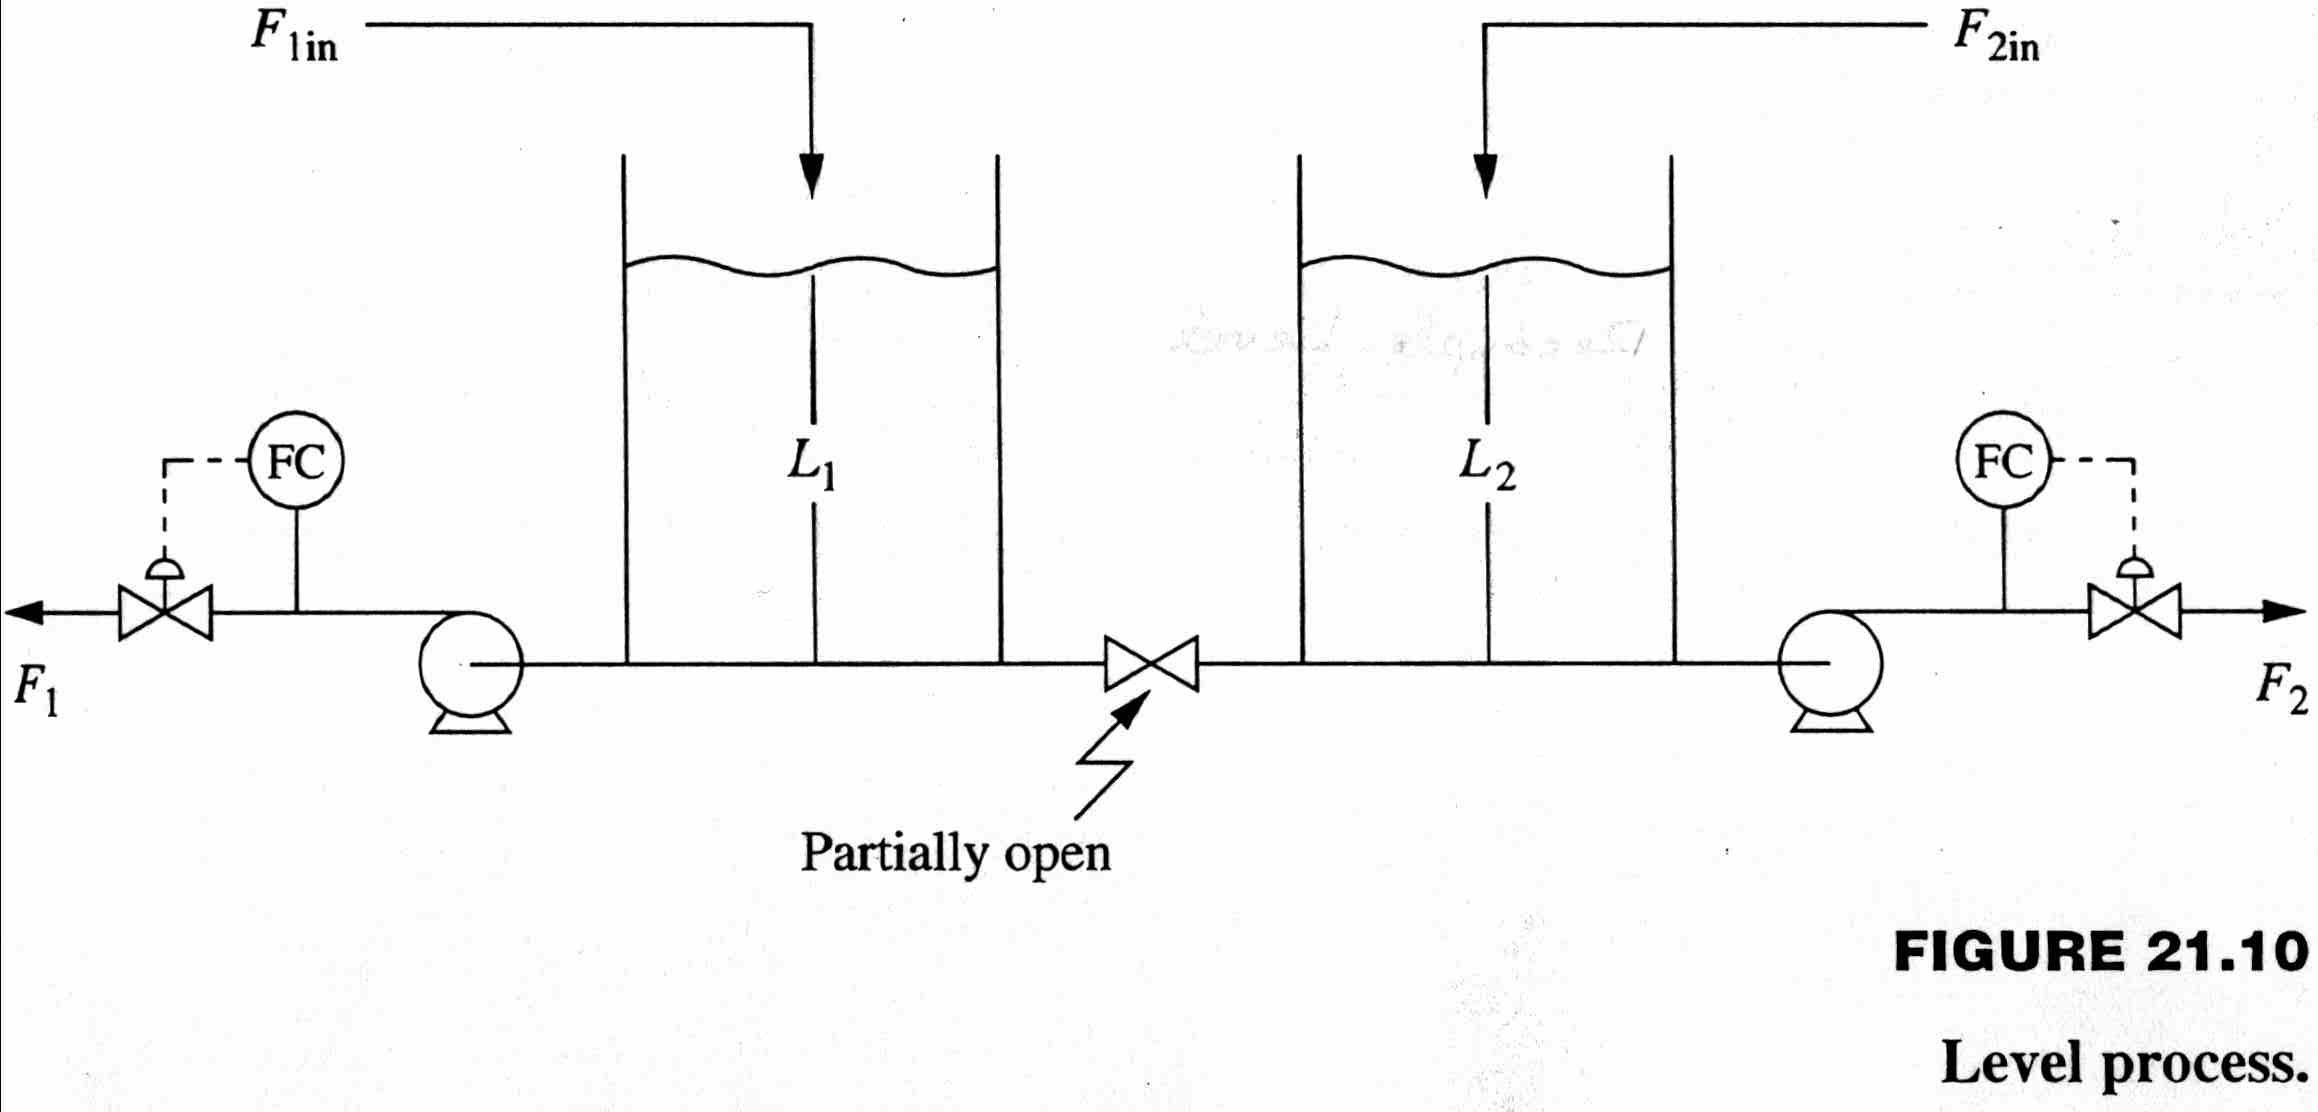 F1in
F2in
FC
FC
L1
L2
F1
F2
Partially open
FIGURE 21.10
Level process.